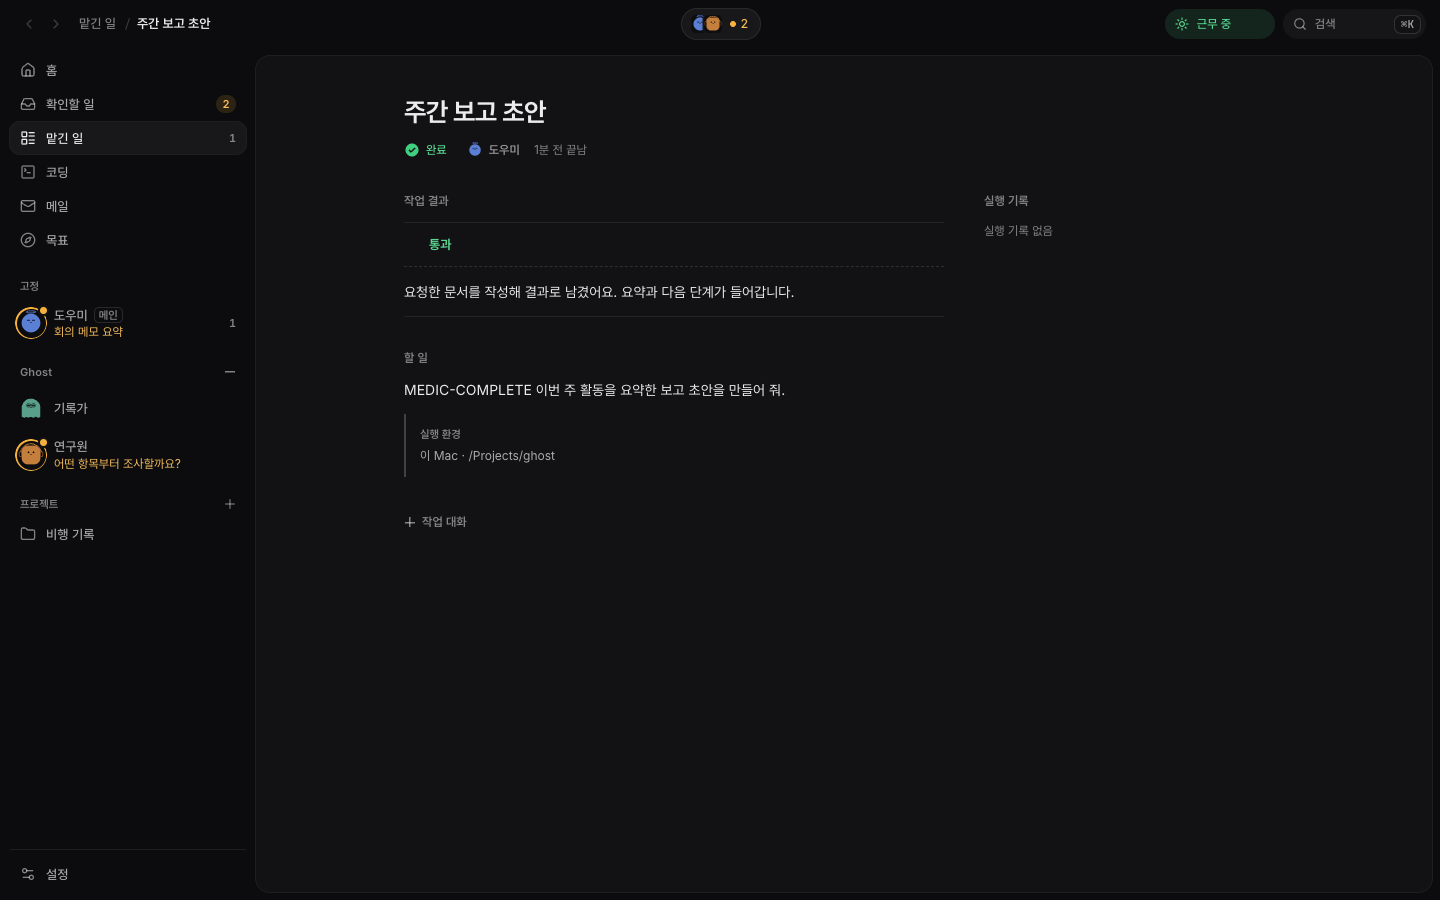 맡긴 일 / 주간 보고 초안
2
근무 중
검색
⌘K
홈
확인할 일
2
맡긴 일
1
코딩
메일
목표
고정
도우미 메인
회의 메모 요약
1
Ghost
기록가
연구원
어떤 항목부터 조사할까요?
프로젝트
비행 기록
설정
주간 보고 초안
완료
도우미
1분 전 끝남
작업 결과
통과
요청한 문서를 작성해 결과로 남겼어요. 요약과 다음 단계가 들어갑니다.
할 일
MEDIC-COMPLETE 이번 주 활동을 요약한 보고 초안을 만들어 줘.
실행 환경
이 Mac · /Projects/ghost
작업 대화
실행 기록
실행 기록 없음